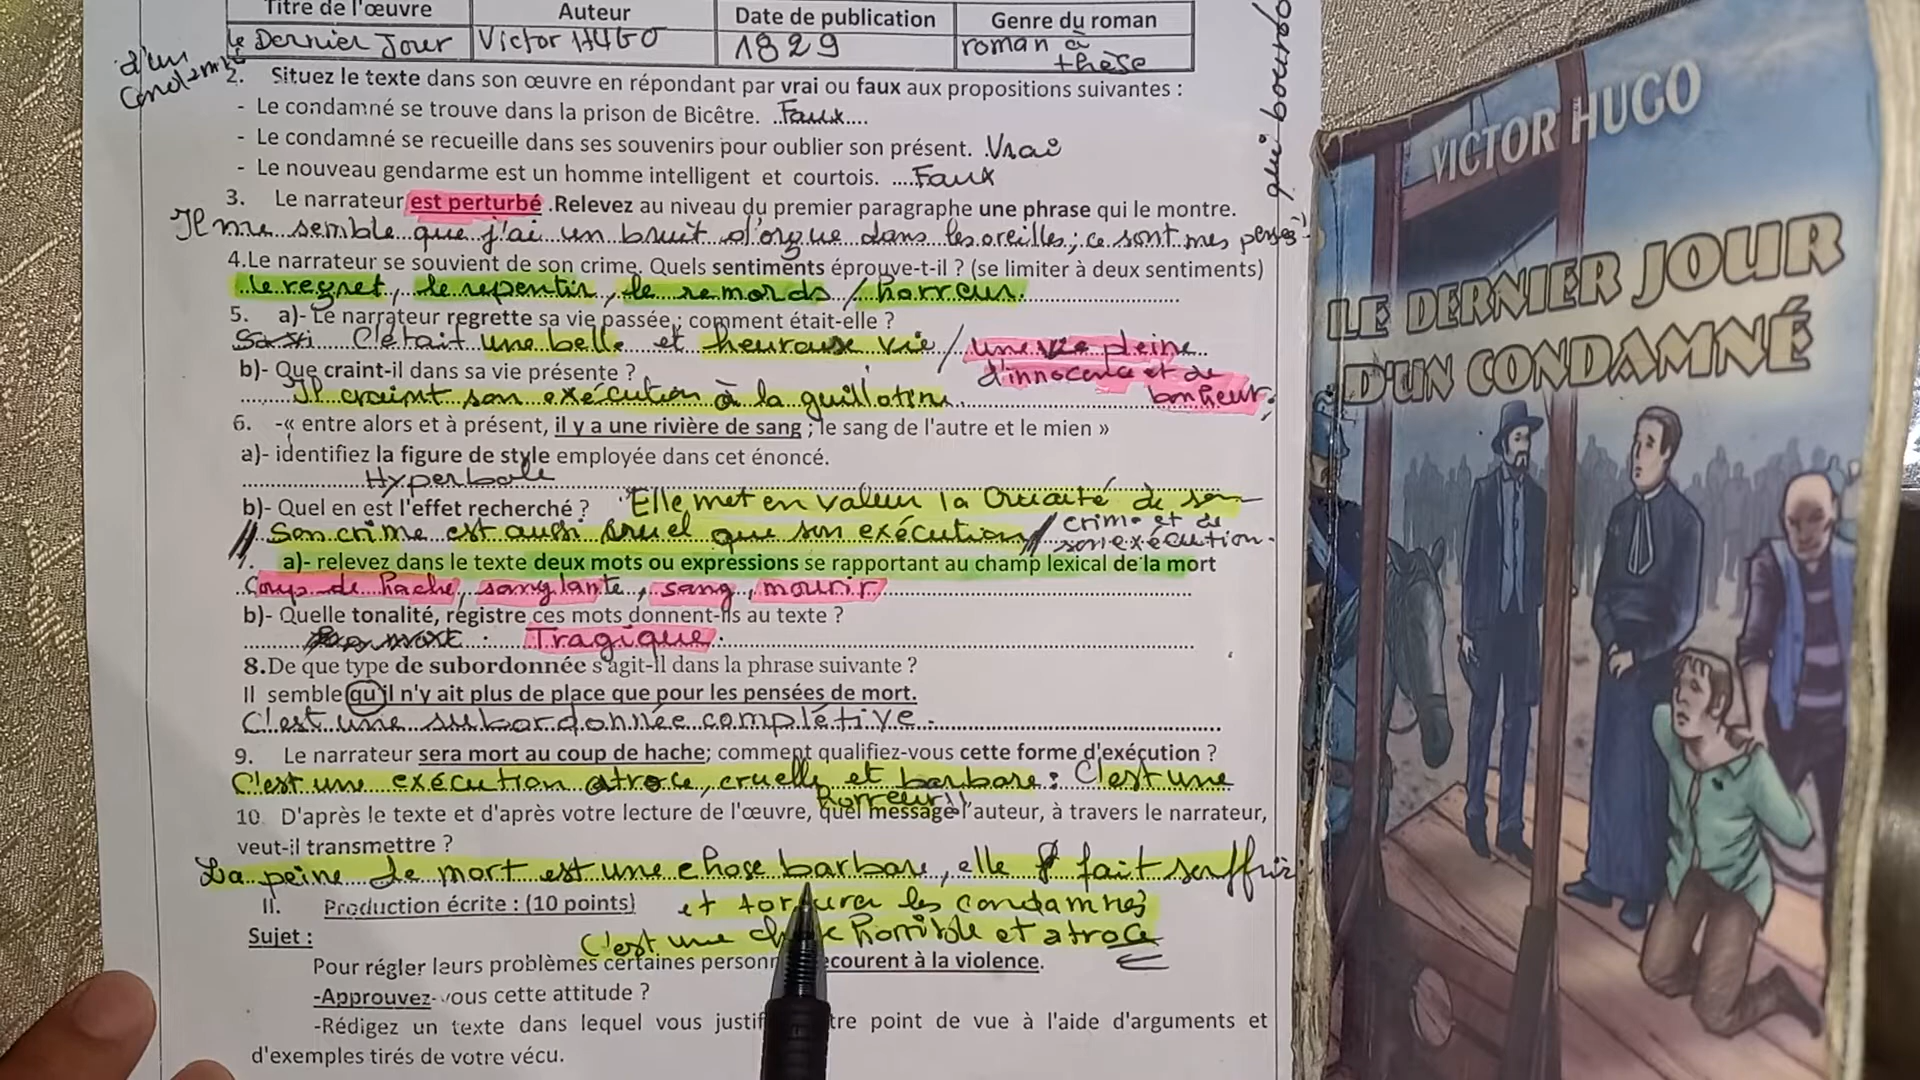 Titre de l'œuvre | Auteur | Date de publication | Genre du roman
le Dernier Jour | Victor HUGO | 1829 | roman à
d'un
thèse
Condamné
2. Situez le texte dans son œuvre en répondant par vrai ou faux aux propositions suivantes :
- Le condamné se trouve dans la prison de Bicêtre. ..Faux....
- Le condamné se recueille dans ses souvenirs pour oublier son présent. .Vrai
- Le nouveau gendarme est un homme intelligent et courtois. .....Faux
3. Le narrateur est perturbé .Relevez au niveau du premier paragraphe une phrase qui le montre.
Il me semble que j'ai un bruit d'orgue dans les oreilles ; ce sont mes
qui
4.Le narrateur se souvient de son crime. Quels sentiments éprouve-t-il ? (se limiter à deux sentiments)
le regret, le repentir, le remords / horreur.
5. a)- Le narrateur regrette sa vie passée ; comment était-elle ?
C'était une belle et heureuse vie / une vie pleine
d'innocence et de
bonheur.
b)- Que craint-il dans sa vie présente ?
Il craint son exécution à la guillotine
6. -« entre alors et à présent, il y a une rivière de sang ; le sang de l'autre et le mien »
a)- identifiez la figure de style employée dans cet énoncé.
Hyperbole
b)- Quel en est l'effet recherché ? Elle met en valeur la Cruauté de son
crime et de
son exécution.
// Son crime est aussi cruel que son exécution //
7. a)- relevez dans le texte deux mots ou expressions se rapportant au champ lexical de la mort
Coup de hache, sanglante, sang, mourir
b)- Quelle tonalité, registre ces mots donnent-ils au texte ?
: Tragique.
8.De que type de subordonnée s'agit-il dans la phrase suivante ?
Il semble qu'il n'y ait plus de place que pour les pensées de mort.
C'est une subordonnée complétive.
9. Le narrateur sera mort au coup de hache; comment qualifiez-vous cette forme d'exécution ?
C'est une exécution atroce, cruelle et barbare : C'est une
horreur
10. D'après le texte et d'après votre lecture de l'œuvre, quel message l'auteur, à travers le narrateur,
veut-il transmettre ?
La peine de mort est une chose barbare, elle fait souffrir
et torturer les condamnés
C'est une chose horrible et atroce
II. Production écrite : (10 points)
Sujet :
Pour régler leurs problèmes certaines recourent à la violence.
-Approuvez-vous cette attitude ?
-Rédigez un texte dans lequel vous point de vue à l'aide d'arguments et
d'exemples tirés de votre vécu.
VICTOR HUGO
LE DERNIER JOUR
D'UN CONDAMNÉ